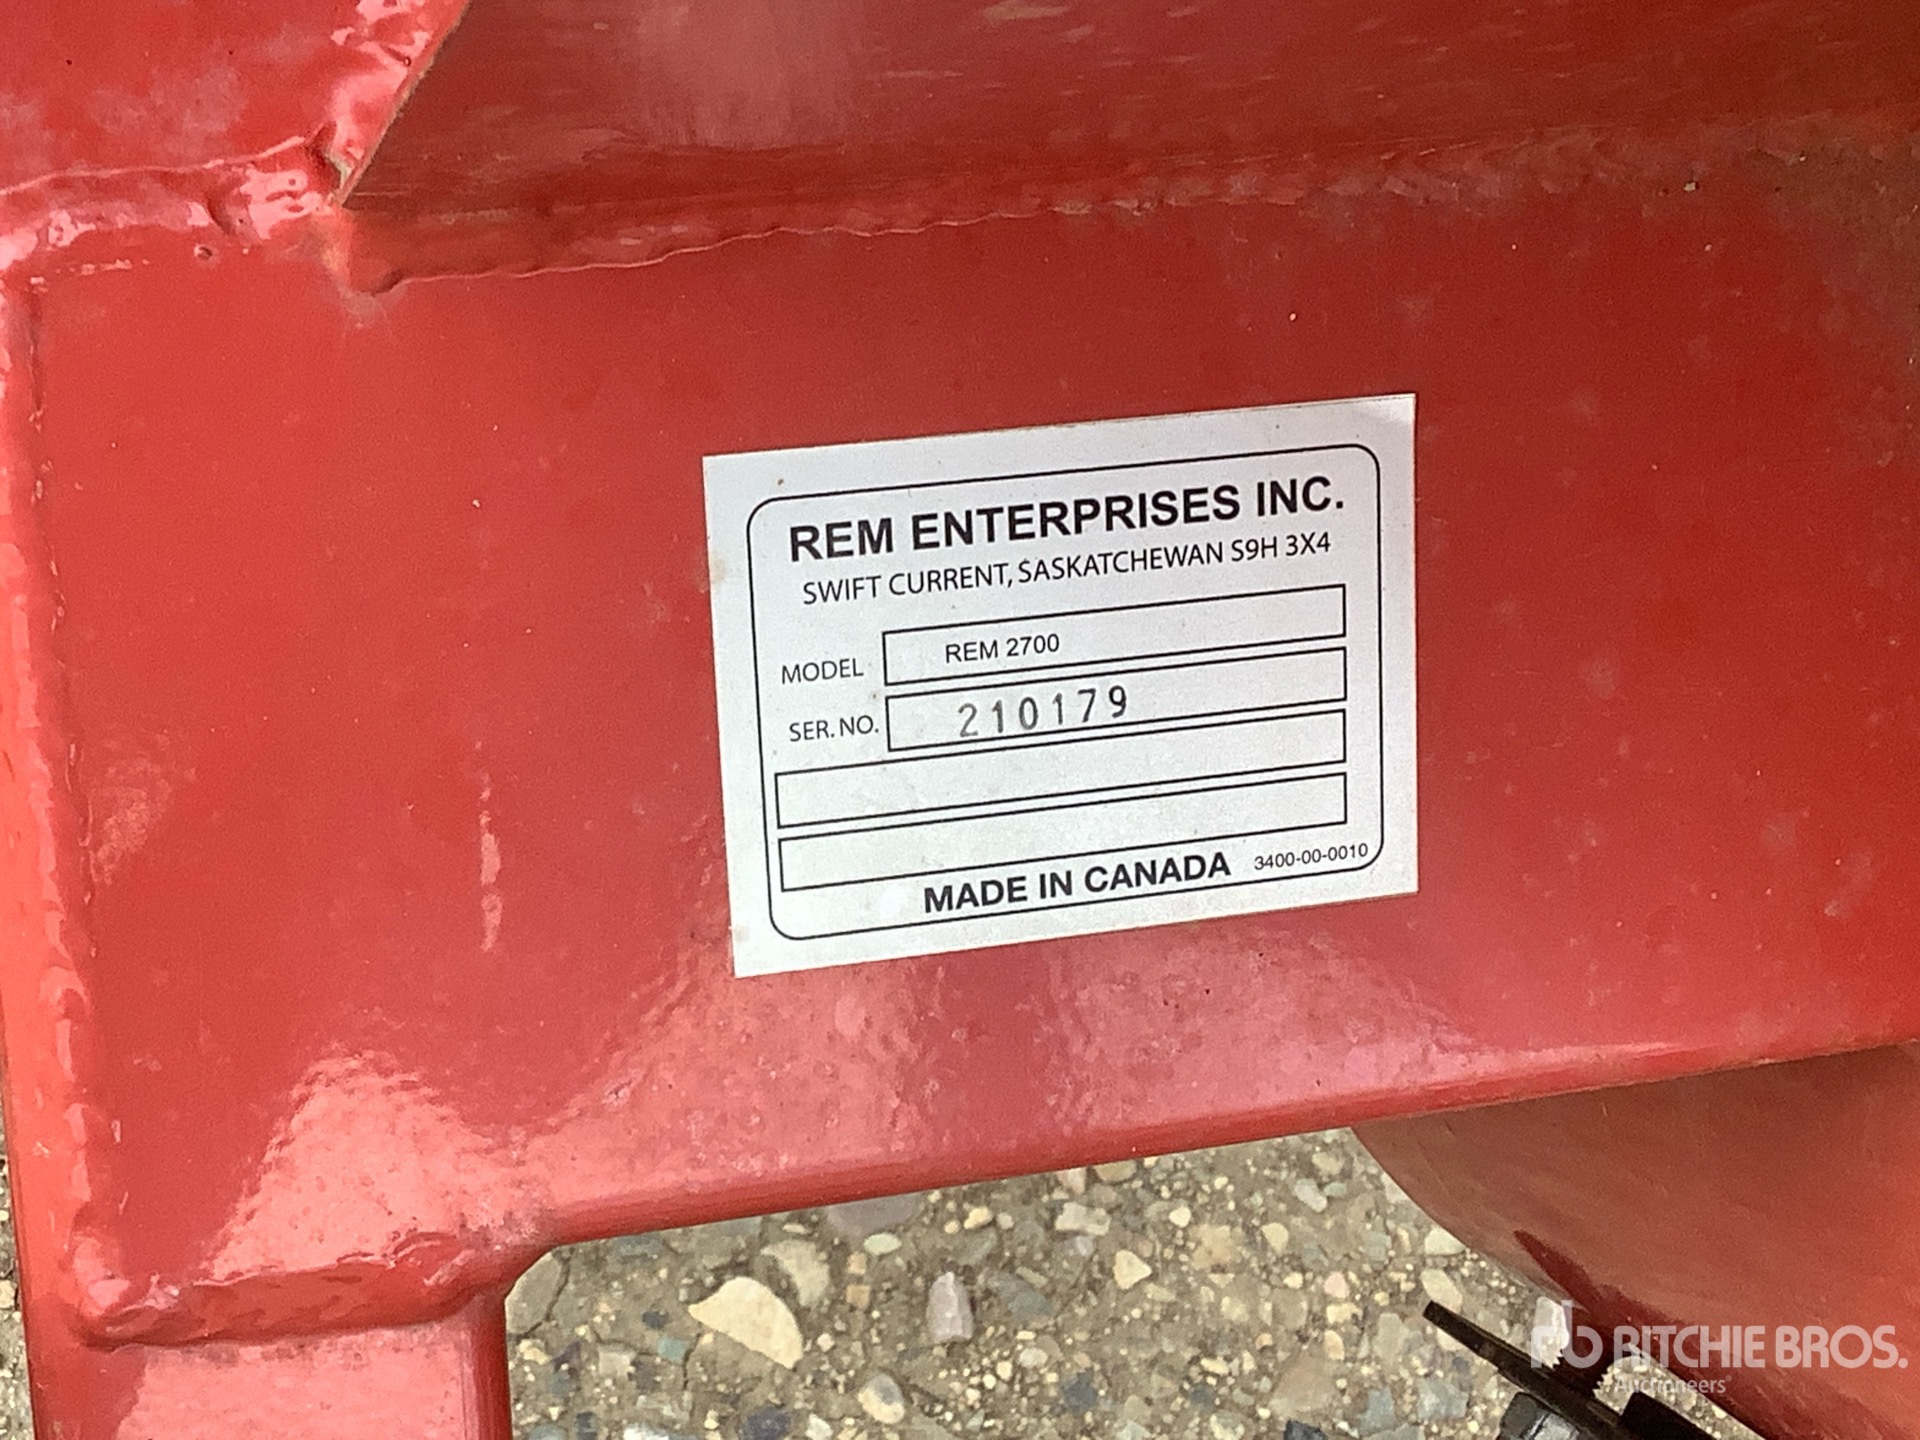 REM ENTERPRISES INC.
SWIFT CURRENT, SASKATCHEWAN S9H 3X4
MODEL REM 2700
SER. NO. 210179
MADE IN CANADA 3400-00-0010
rb RITCHIE BROS.
Auctioneers®